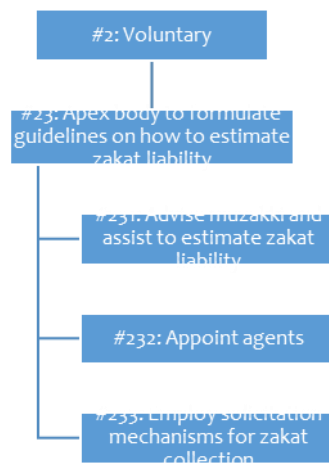 #2: Voluntary
#23: Apex body to formulate
guidelines on how to estimate
zakat liability
#231: Advise muzakki and
assist to estimate zakat
liability
#232: Appoint agents
#233: Employ solicitation
mechanisms for zakat
collection